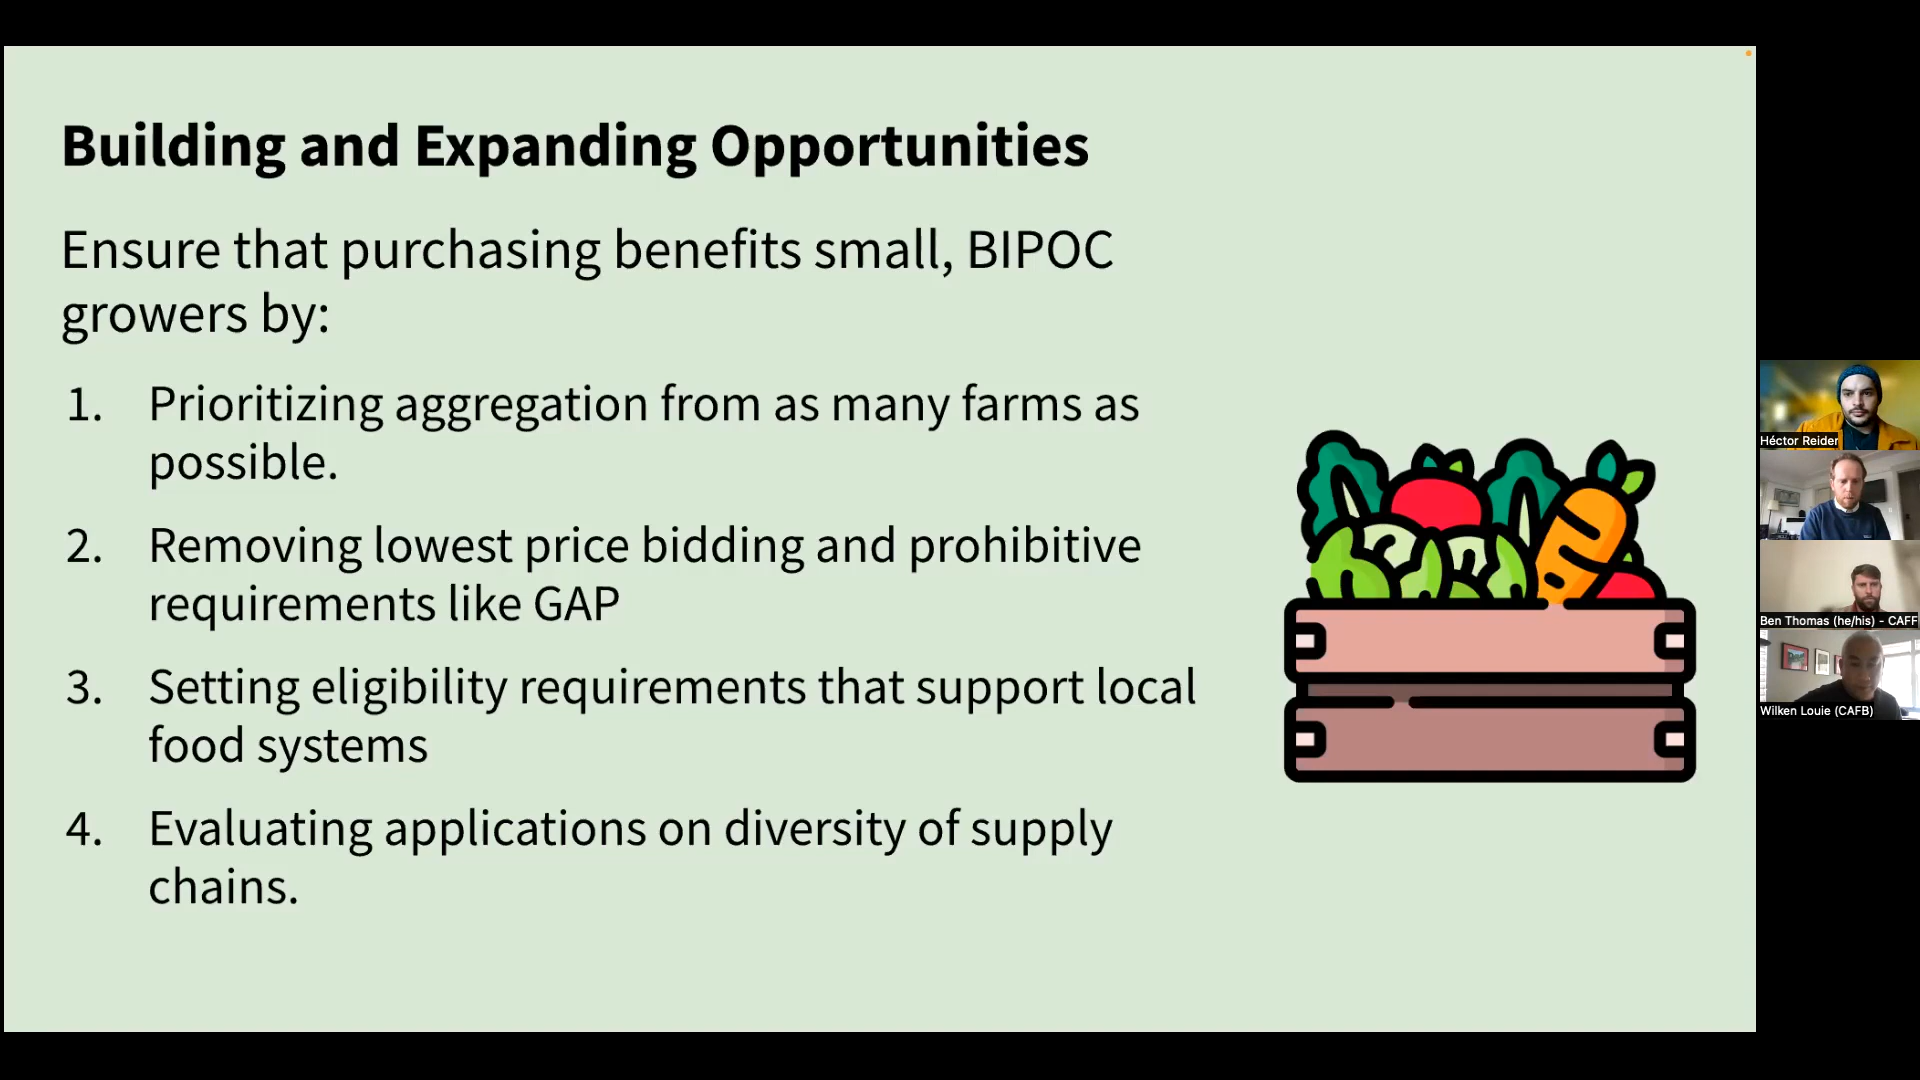 Building and Expanding Opportunities
Ensure that purchasing benefits small, BIPOC
growers by:
1. Prioritizing aggregation from as many farms as
possible.
2. Removing lowest price bidding and prohibitive
requirements like GAP
3. Setting eligibility requirements that support local
food systems
4. Evaluating applications on diversity of supply
chains.
Héctor Reider
Ben Thomas (he/his) - CAFF
Wilken Louie (CAFB)